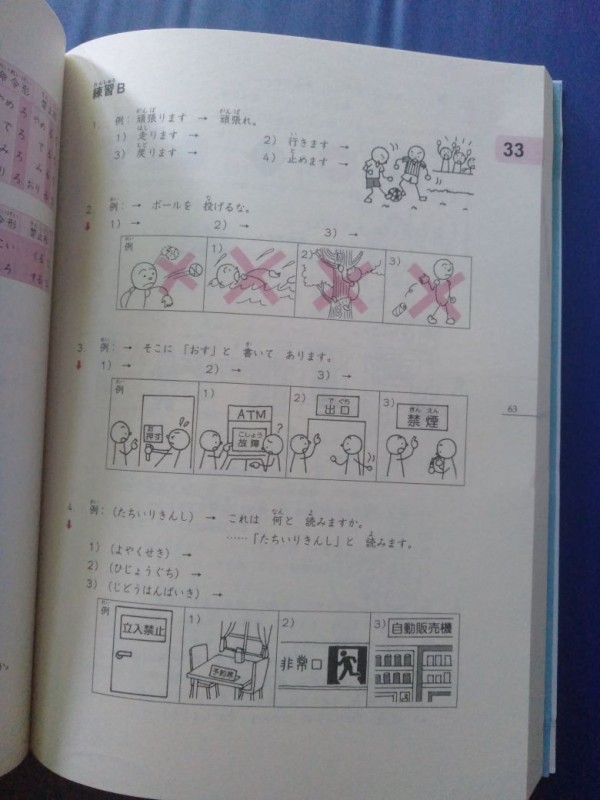 練習B
1. 例：頑張ります → 頑張れ。
1）走ります → 2）行きます →
3）戻ります → 4）止めます →
33
2. 例：→ ボールを 投げるな。
1）→ 2）→ 3）→
例 1） 2） 3）
3. 例：→ そこに 「おす」と 書いて あります。
1）→ 2）→ 3）→
例 1） 2） 3）
押す
ATM
故障
出口
禁煙
63
4. 例：（たちいりきんし） → これは 何と 読みますか。
……「たちいりきんし」と 読みます。
1）（よやくせき） →
2）（ひじょうぐち） →
3）（じどうはんばいき） →
例 1） 2） 3）
立入禁止
予約席
非常口
自動販売機